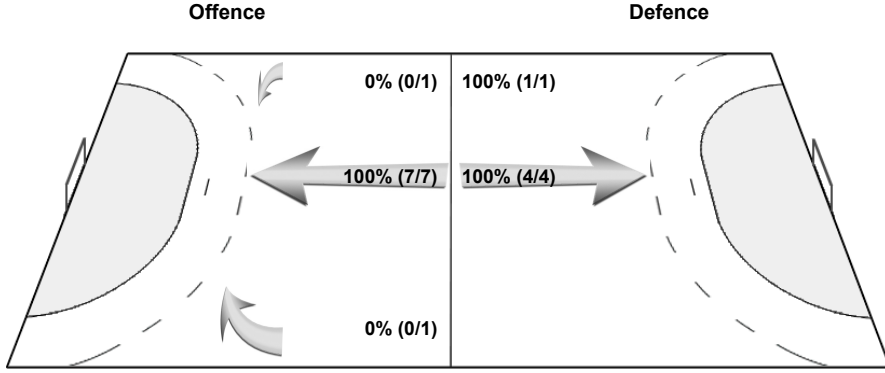 Offence
Defence
0% (0/1)
100% (1/1)
100% (7/7)
100% (4/4)
0% (0/1)